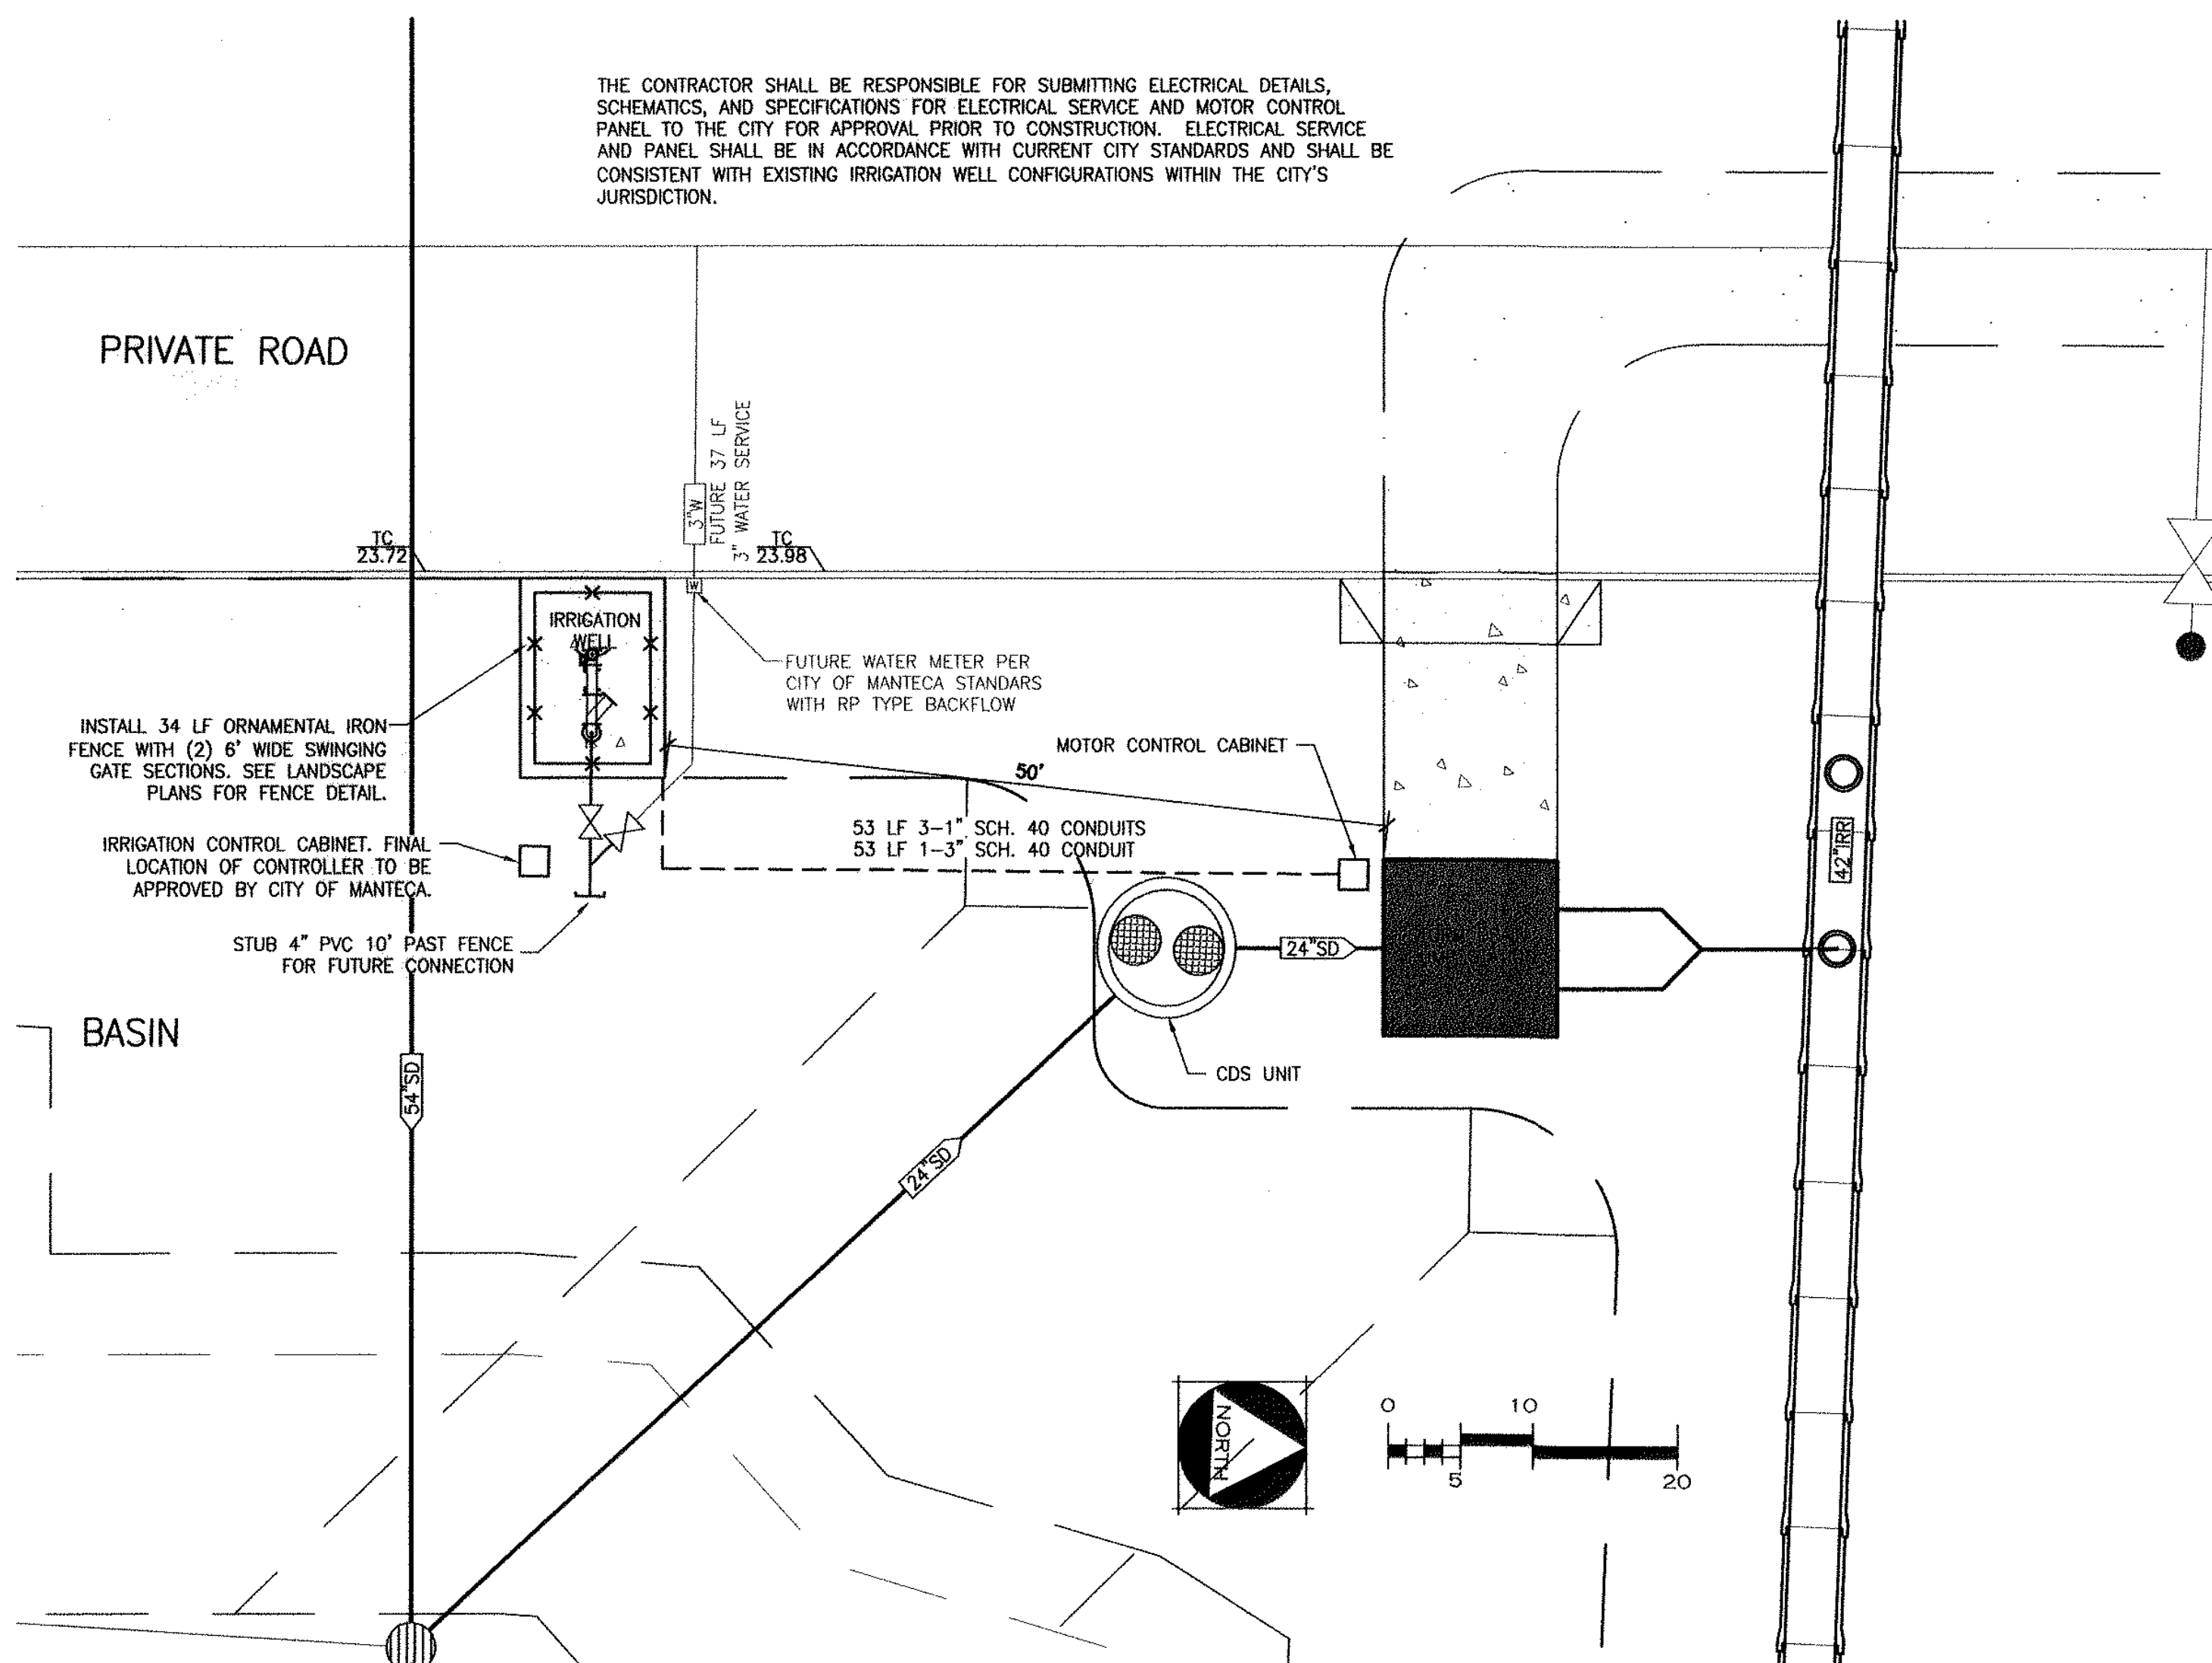 THE CONTRACTOR SHALL BE RESPONSIBLE FOR SUBMITTING ELECTRICAL DETAILS,
SCHEMATICS, AND SPECIFICATIONS FOR ELECTRICAL SERVICE AND MOTOR CONTROL
PANEL TO THE CITY FOR APPROVAL PRIOR TO CONSTRUCTION. ELECTRICAL SERVICE
AND PANEL SHALL BE IN ACCORDANCE WITH CURRENT CITY STANDARDS AND SHALL BE
CONSISTENT WITH EXISTING IRRIGATION WELL CONFIGURATIONS WITHIN THE CITY'S
JURISDICTION.
PRIVATE ROAD
3"W
FUTURE 37 LF
3" WATER SERVICE
TC
23.72
TC
23.98
W
IRRIGATION
WELL
FUTURE WATER METER PER
CITY OF MANTECA STANDARS
WITH RP TYPE BACKFLOW
INSTALL 34 LF ORNAMENTAL IRON
FENCE WITH (2) 6' WIDE SWINGING
GATE SECTIONS. SEE LANDSCAPE
PLANS FOR FENCE DETAIL.
MOTOR CONTROL CABINET
50'
53 LF 3-1" SCH. 40 CONDUITS
53 LF 1-3" SCH. 40 CONDUIT
IRRIGATION CONTROL CABINET. FINAL
LOCATION OF CONTROLLER TO BE
APPROVED BY CITY OF MANTECA.
42"IRR
STUB 4" PVC 10' PAST FENCE
FOR FUTURE CONNECTION
24"SD
BASIN
54"SD
CDS UNIT
24"SD
NORTH
0
10
5
20